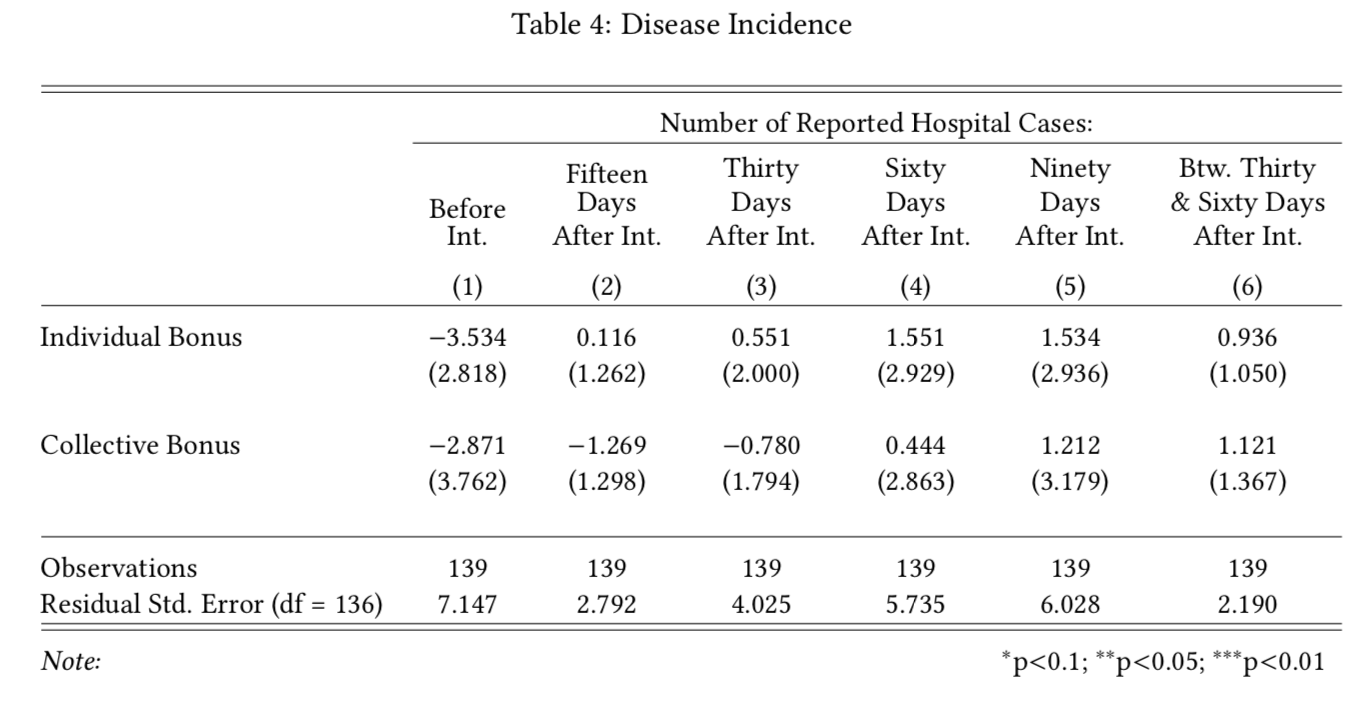 Table 4: Disease Incidence
Number of Reported Hospital Cases:
Before Int. Fifteen Days After Int. Thirty Days After Int. Sixty Days After Int. Ninety Days After Int. Btw. Thirty & Sixty Days After Int.
(1) (2) (3) (4) (5) (6)
Individual Bonus −3.534 0.116 0.551 1.551 1.534 0.936
(2.818) (1.262) (2.000) (2.929) (2.936) (1.050)
Collective Bonus −2.871 −1.269 −0.780 0.444 1.212 1.121
(3.762) (1.298) (1.794) (2.863) (3.179) (1.367)
Observations 139 139 139 139 139 139
Residual Std. Error (df = 136) 7.147 2.792 4.025 5.735 6.028 2.190
Note: *p<0.1; **p<0.05; ***p<0.01